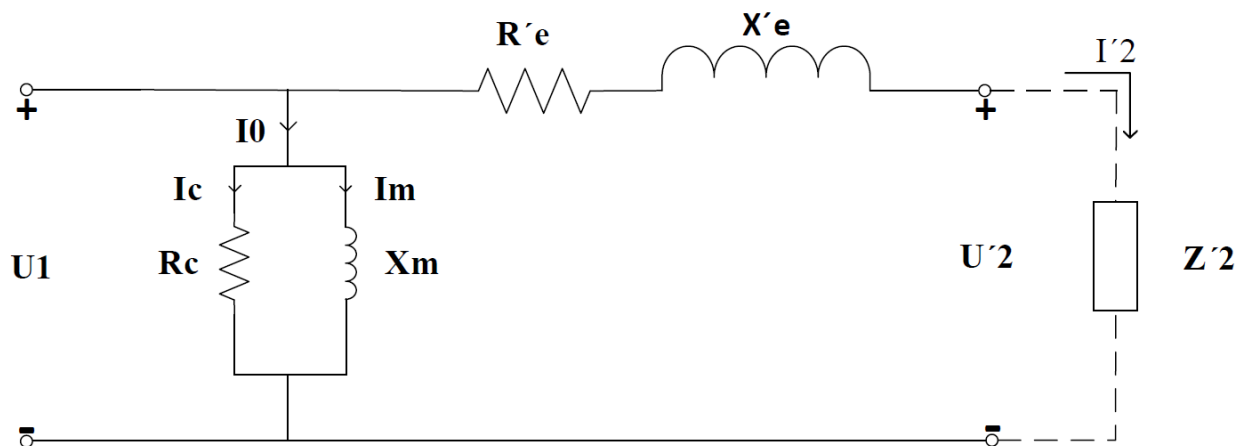 R´e
X´e
I´2
+
+
I0
Ic
Im
U1
Rc
Xm
U´2
Z´2
-
-